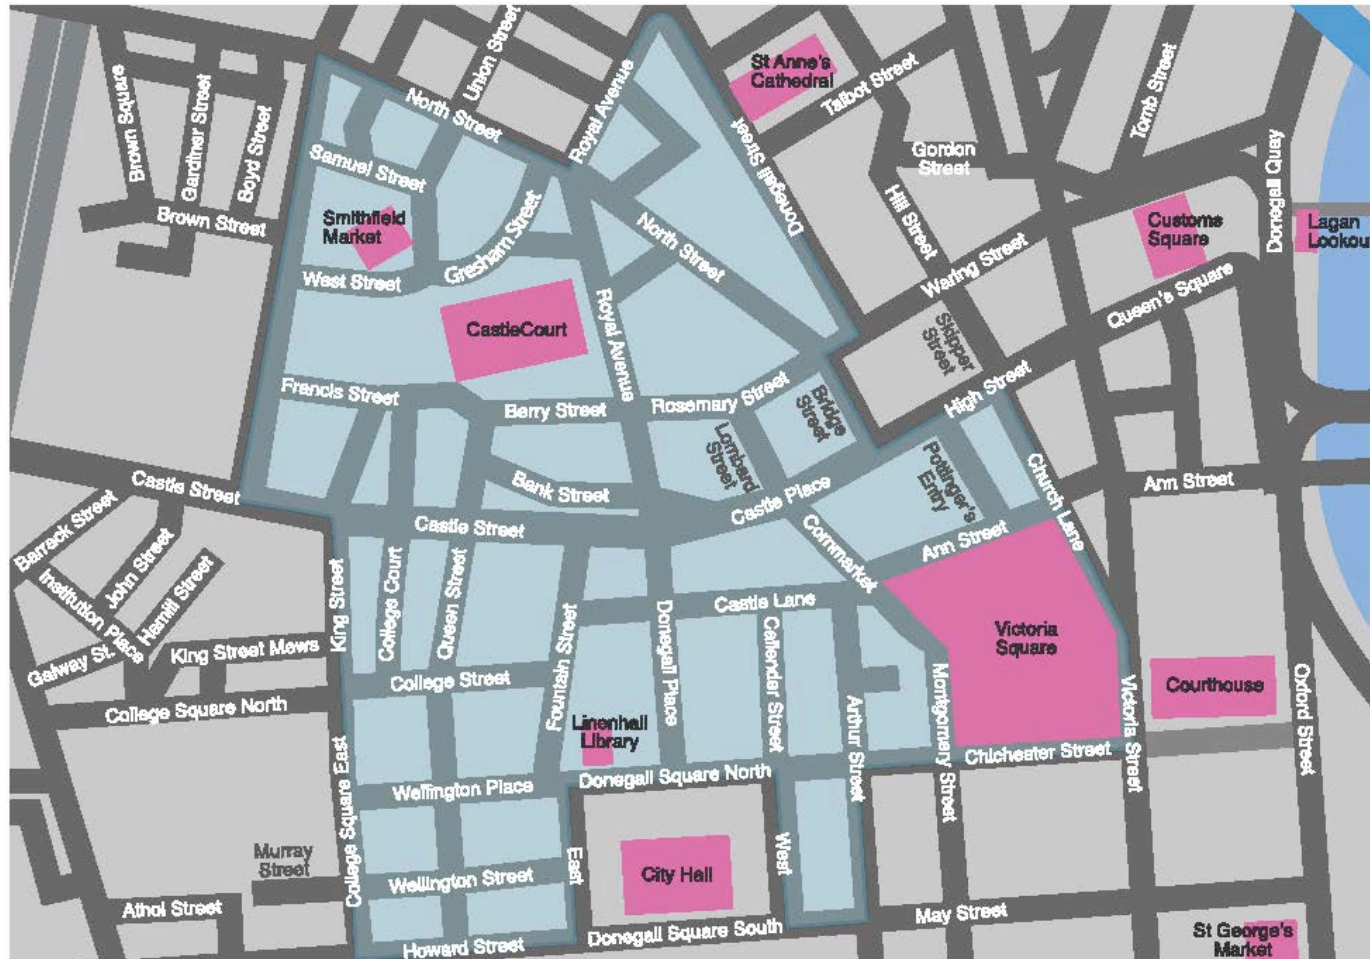 Union Street
Royal Avenue
St Anne's
Cathedral
Talbot Street
Tomb Street
Brown Square
Gardiner Street
Boyd Street
North Street
Donegall Street
Gordon
Street
Donegall Quay
Samuel Street
Brown Street
Smithfield
Market
Gresham Street
North Street
Donegall
Hill Street
Waring Street
Customs
Square
Lagan
Lookou
West Street
Queen's Square
CastleCourt
Royal Avenue
Skipper
Street
Francis Street
Berry Street
Rosemary Street
Bridge
Street
High Street
Lombard
Street
Castle Street
Bank Street
Castle Place
Pottinger's
Entry
Church Lane
Ann Street
Barrack Street
Castle Street
Cornmarket
Ann Street
John Street
Institution Place
Hamill Street
King Street
College Court
Queen Street
Castle Lane
Fountain Street
Donegall Place
Callender Street
Victoria
Square
Galway St.
King Street Mews
College Street
Arthur Street
Montgomery Street
Victoria Street
Courthouse
Oxford Street
College Square North
Linenhall
Library
College Square East
Wellington Place
Donegall Square North
Chichester Street
Murray
Street
Wellington Street
East
City Hall
West
Athol Street
Howard Street
Donegall Square South
May Street
St George's
Market